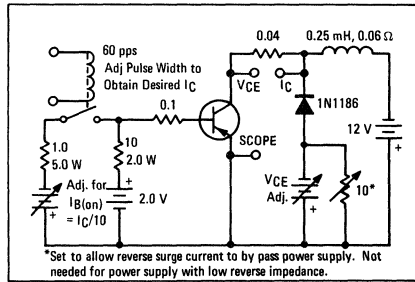 60 pps
Adj Pulse Width to
Obtain Desired IC
0.04
0.25 mH, 0.06 Ω
VCE
IC
0.1
1N1186
SCOPE
12 V
+
1.0
5.0 W
10
2.0 W
Adj. for
IB(on)
= IC/10
+
+
2.0 V
VCE
Adj.
+
10*
*Set to allow reverse surge current to by pass power supply. Not
needed for power supply with low reverse impedance.